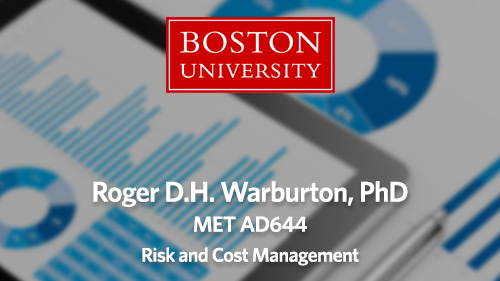 BOSTON
UNIVERSITY
Roger D.H. Warburton, PhD
MET AD644
Risk and Cost Management